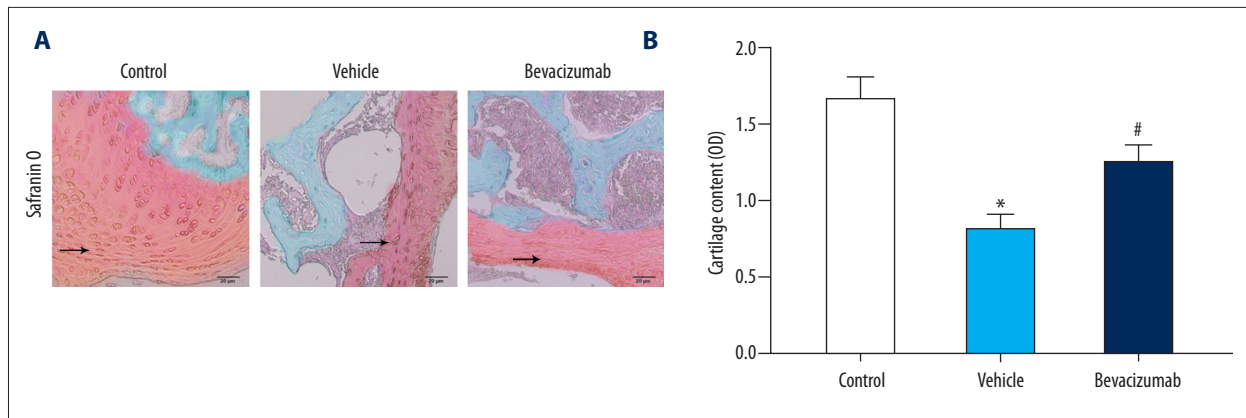 A
Control
Vehicle
Bevacizumab
Safranin O
20 µm
20 µm
20 µm
B
Cartilage content (OD)
2.0
1.5
1.0
0.5
0.0
*
#
Control
Vehicle
Bevacizumab